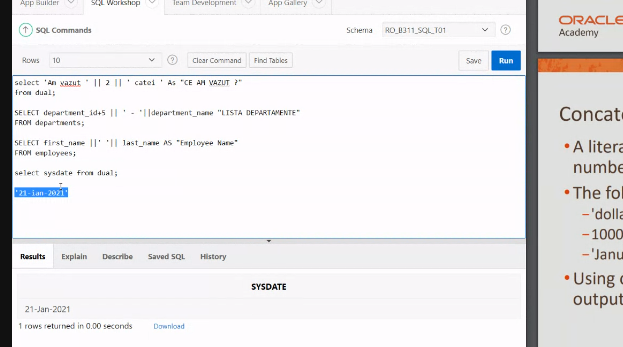 App Builder
SQL Workshop
Team Development
App Gallery
SQL Commands
Schema
RO_B311_SQL_T01
Rows
10
Clear Command
Find Tables
Save
Run
select 'Am vazut ' || 2 || ' catei ' As "CE AM VAZUT ?"
from dual;
SELECT department_id+5 || ' - '||department_name "LISTA DEPARTAMENTE"
FROM departments;
SELECT first_name ||' '|| last_name AS "Employee Name"
FROM employees;
select sysdate from dual;
'21-ian-2021'
Results
Explain
Describe
Saved SQL
History
SYSDATE
21-Jan-2021
1 rows returned in 0.00 seconds
Download
ORACLE
Academy
Concate
• A litera
numbe
• The fol
–'dolla
–1000
–'Janu
• Using c
output